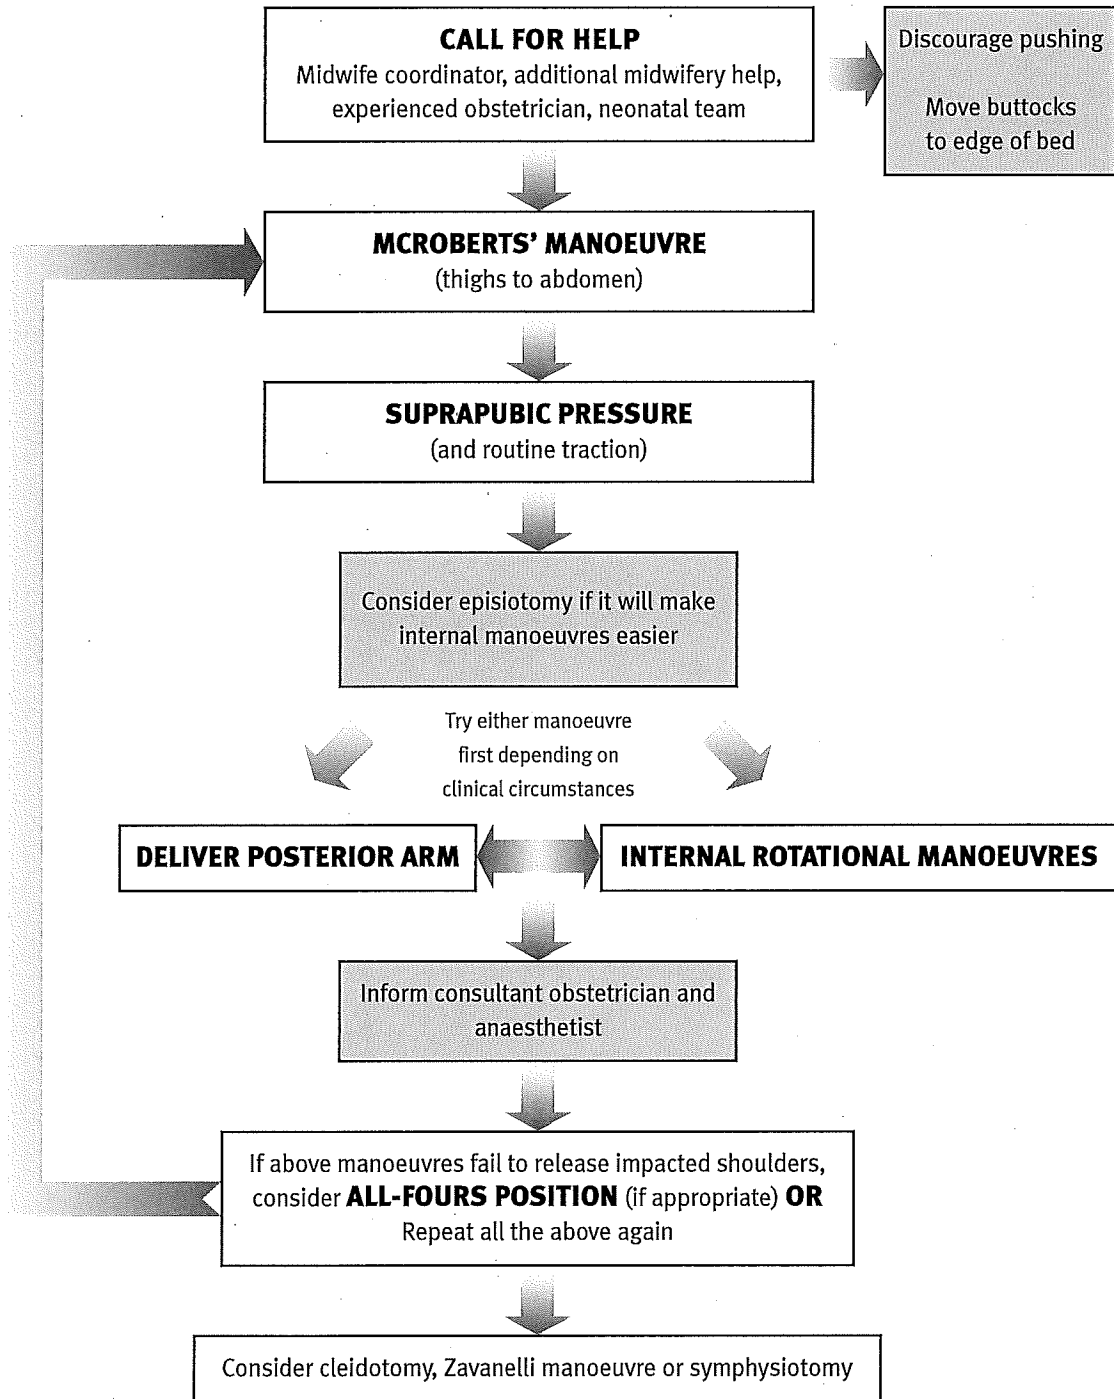 CALL FOR HELP
Midwife coordinator, additional midwifery help,
experienced obstetrician, neonatal team
Discourage pushing
Move buttocks
to edge of bed
MCROBERTS' MANOEUVRE
(thighs to abdomen)
SUPRAPUBIC PRESSURE
(and routine traction)
Consider episiotomy if it will make
internal manoeuvres easier
Try either manoeuvre
first depending on
clinical circumstances
DELIVER POSTERIOR ARM
INTERNAL ROTATIONAL MANOEUVRES
Inform consultant obstetrician and
anaesthetist
If above manoeuvres fail to release impacted shoulders,
consider ALL-FOURS POSITION (if appropriate) OR
Repeat all the above again
Consider cleidotomy, Zavanelli manoeuvre or symphysiotomy